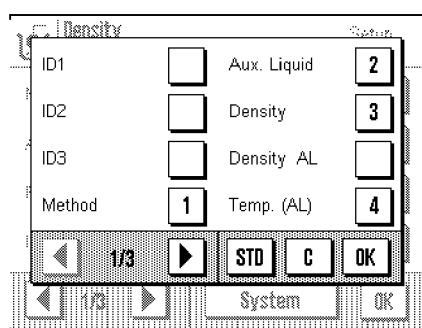 Density Setup
ID1 Aux. Liquid 2
ID2 Density 3
ID3 Density AL
Method 1 Temp. (AL) 4
1/3 STD C OK
1/3 System OK